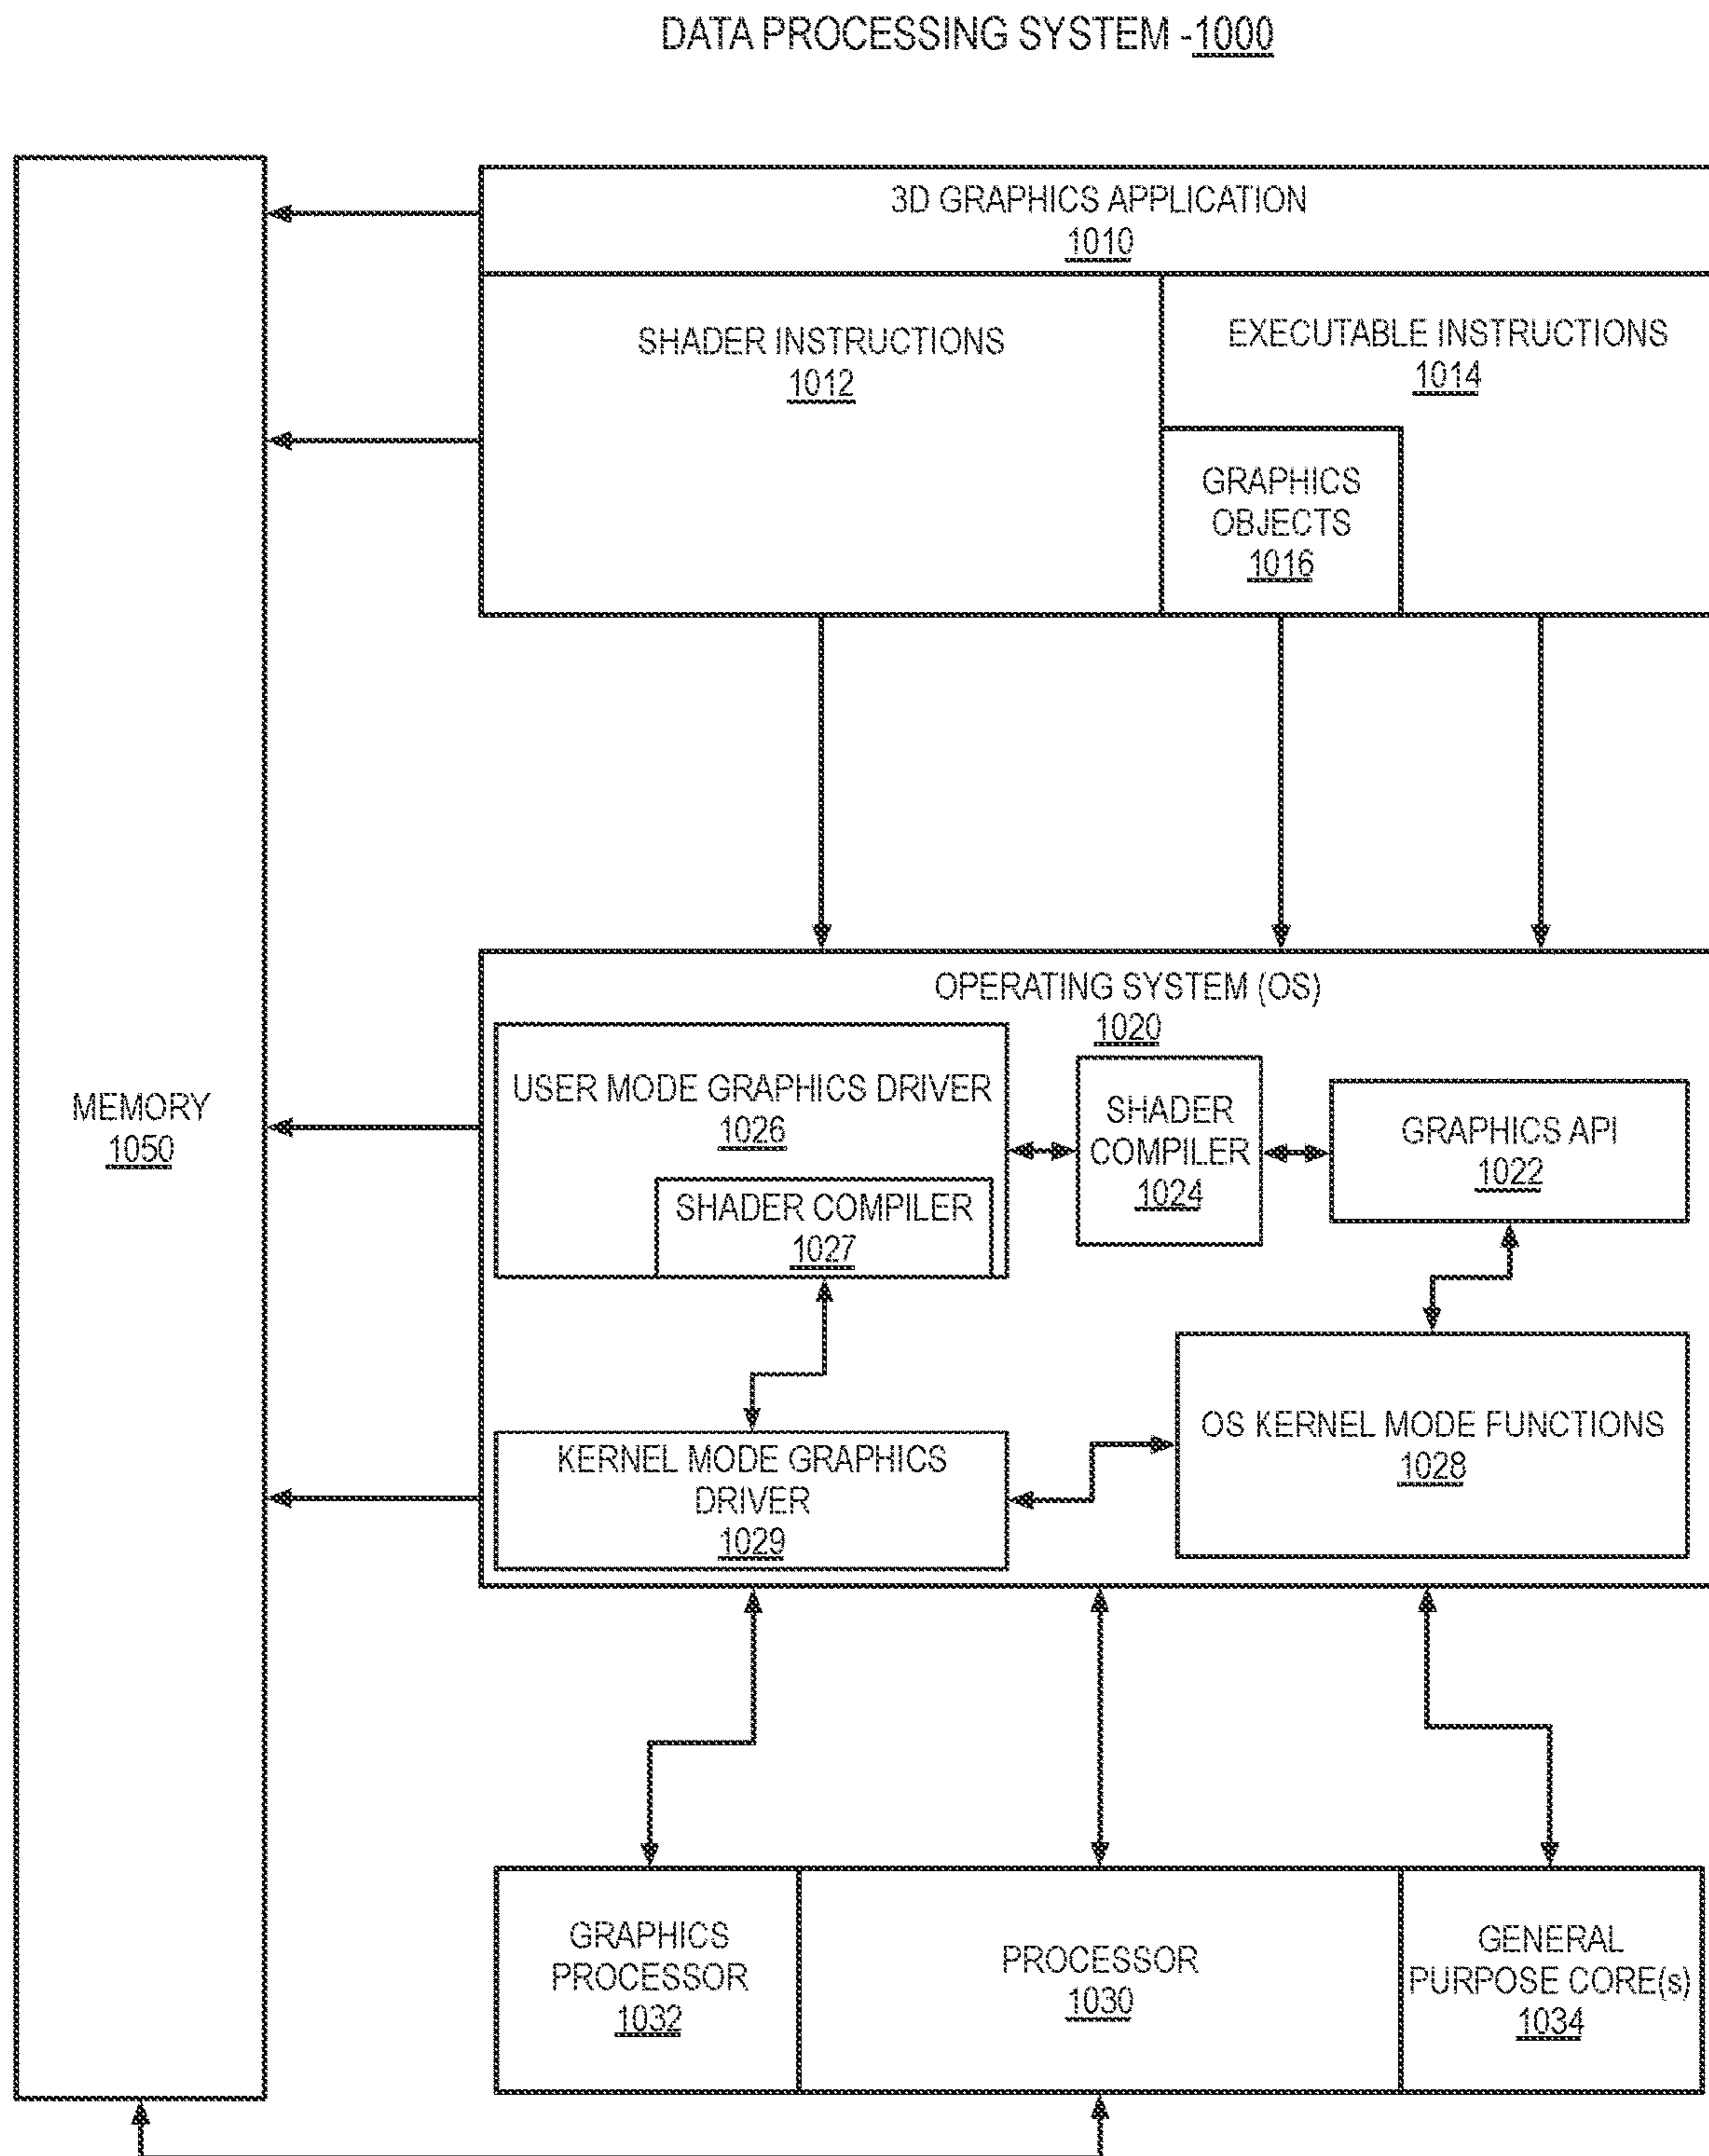 DATA PROCESSING SYSTEM -1000
3D GRAPHICS APPLICATION
1010
SHADER INSTRUCTIONS
1012
EXECUTABLE INSTRUCTIONS
1014
GRAPHICS
OBJECTS
1016
OPERATING SYSTEM (OS)
1020
USER MODE GRAPHICS DRIVER
1026
SHADER COMPILER
1027
SHADER
COMPILER
1024
GRAPHICS API
1022
MEMORY
1050
KERNEL MODE GRAPHICS
DRIVER
1029
OS KERNEL MODE FUNCTIONS
1028
GRAPHICS
PROCESSOR
1032
PROCESSOR
1030
GENERAL
PURPOSE CORE(s)
1034